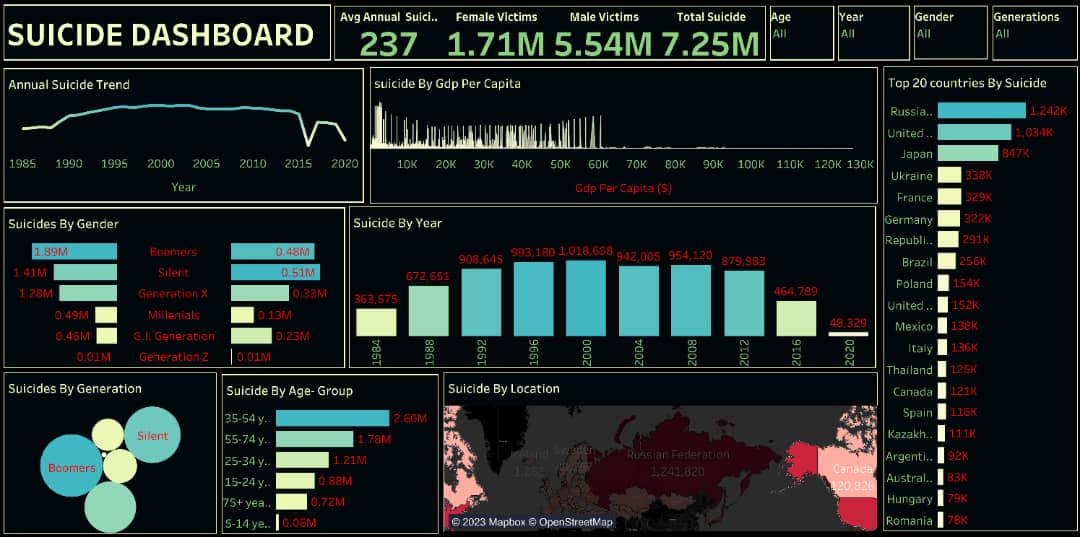 SUICIDE DASHBOARD
Avg Annual Suici.. Female Victims Male Victims Total Suicide
237 1.71M 5.54M 7.25M
Age
All
Year
All
Gender
All
Generations
All
Annual Suicide Trend
1985 1990 1995 2000 2005 2010 2015 2020
Year
suicide By Gdp Per Capita
10K 20K 30K 40K 50K 60K 70K 80K 90K 100K 110K 120K 130K
Gdp Per Capita ($)
Top 20 countries By Suicide
Russia.. 1,242K
United .. 1,034K
Japan 847K
Ukraine 338K
France 329K
Germany 322K
Republi.. 291K
Brazil 256K
Poland 154K
United .. 152K
Mexico 138K
Italy 136K
Thailand 125K
Canada 121K
Spain 116K
Kazakh.. 111K
Argenti.. 92K
Austral.. 83K
Hungary 79K
Romania 78K
Suicides By Gender
1.89M Boomers 0.48M
1.41M Silent 0.51M
1.28M Generation X 0.33M
0.49M Millenials 0.13M
0.46M G.I. Generation 0.23M
0.01M Generation Z 0.01M
Suicide By Year
363,575 672,651 908,645 993,180 1,018,658 942,005 954,120 879,983 464,789 48,329
1984 1988 1992 1996 2000 2004 2008 2012 2016 2020
Suicides By Generation
Silent
Boomers
Suicide By Age- Group
35-54 y.. 2.60M
55-74 y.. 1.78M
25-34 y.. 1.21M
15-24 y.. 0.88M
75+ yea.. 0.72M
5-14 ye.. 0.06M
Suicide By Location
Russian Federation
1,241,820
Canada
120,826
© 2023 Mapbox © OpenStreetMap